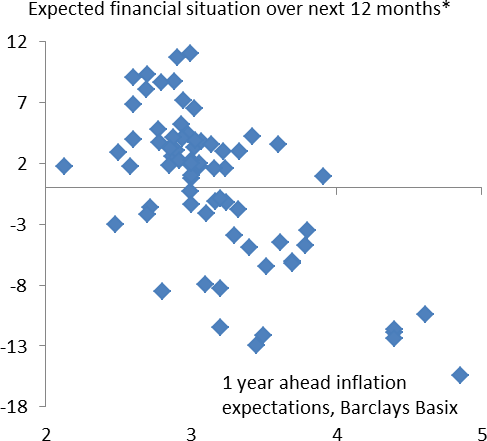 Expected financial situation over next 12 months*
12
7
2
-3
-8
-13
-18
1 year ahead inflation
expectations, Barclays Basix
2 3 4 5